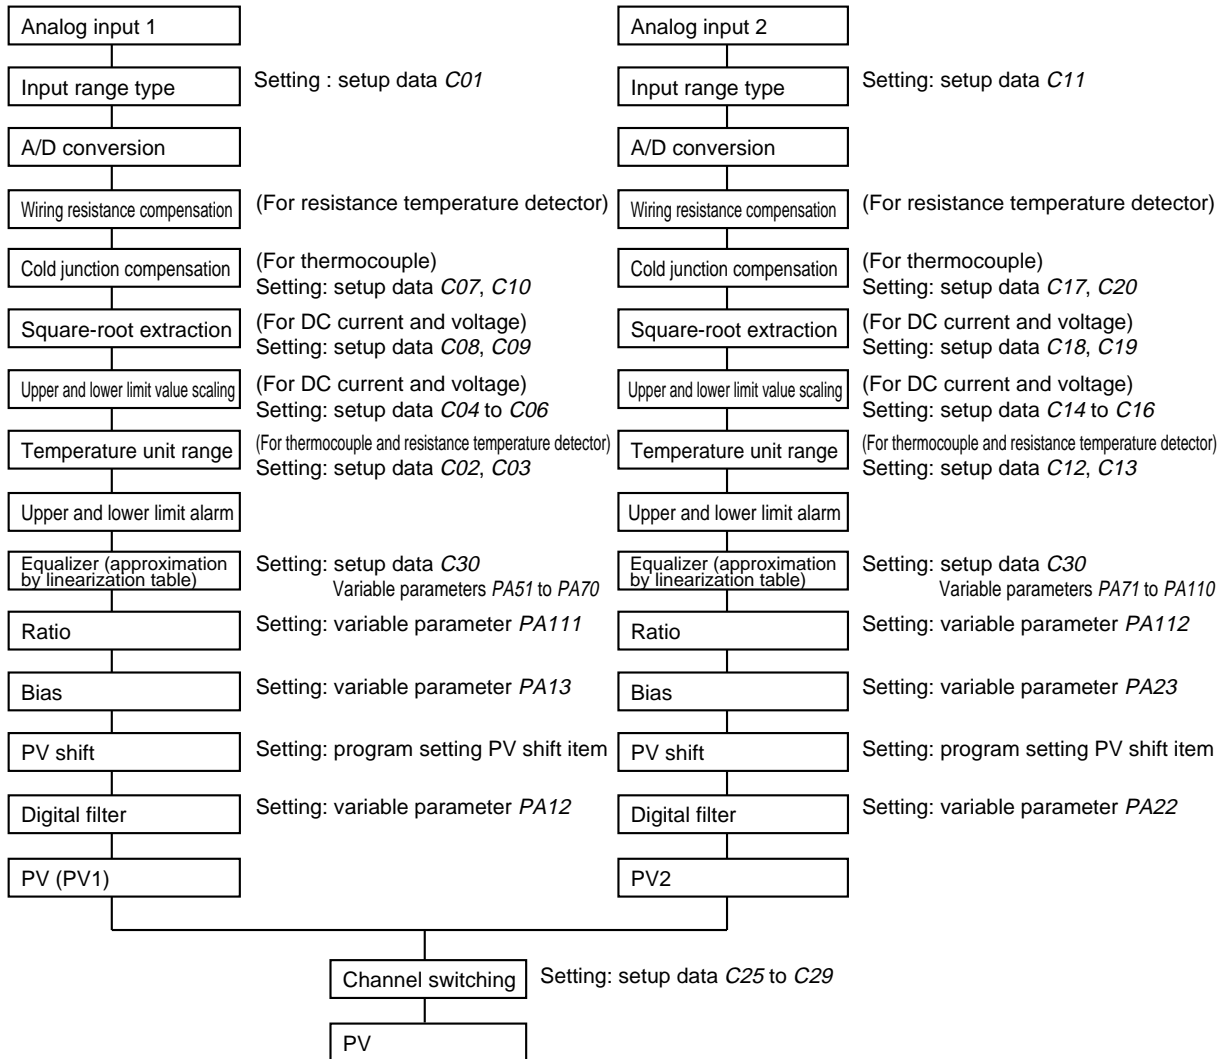 Analog input 1
Input range type
Setting : setup data C01
A/D conversion
Wiring resistance compensation
(For resistance temperature detector)
Cold junction compensation
(For thermocouple)
Setting: setup data C07, C10
Square-root extraction
(For DC current and voltage)
Setting: setup data C08, C09
Upper and lower limit value scaling
(For DC current and voltage)
Setting: setup data C04 to C06
Temperature unit range
(For thermocouple and resistance temperature detector)
Setting: setup data C02, C03
Upper and lower limit alarm
Equalizer (approximation
by linearization table)
Setting: setup data C30
Variable parameters PA51 to PA70
Ratio
Setting: variable parameter PA111
Bias
Setting: variable parameter PA13
PV shift
Setting: program setting PV shift item
Digital filter
Setting: variable parameter PA12
PV (PV1)
Analog input 2
Input range type
Setting: setup data C11
A/D conversion
Wiring resistance compensation
(For resistance temperature detector)
Cold junction compensation
(For thermocouple)
Setting: setup data C17, C20
Square-root extraction
(For DC current and voltage)
Setting: setup data C18, C19
Upper and lower limit value scaling
(For DC current and voltage)
Setting: setup data C14 to C16
Temperature unit range
(For thermocouple and resistance temperature detector)
Setting: setup data C12, C13
Upper and lower limit alarm
Equalizer (approximation
by linearization table)
Setting: setup data C30
Variable parameters PA71 to PA110
Ratio
Setting: variable parameter PA112
Bias
Setting: variable parameter PA23
PV shift
Setting: program setting PV shift item
Digital filter
Setting: variable parameter PA22
PV2
Channel switching
Setting: setup data C25 to C29
PV